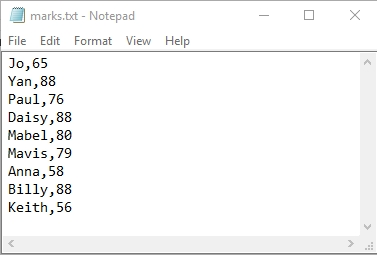 marks.txt - Notepad
File Edit Format View Help
Jo,65
Yan,88
Paul,76
Daisy,88
Mabel,80
Mavis,79
Anna,58
Billy,88
Keith,56